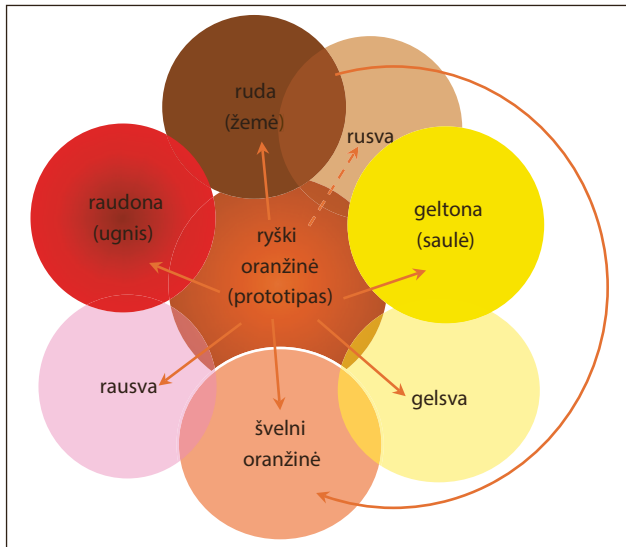 ruda
(žemė)
rusva
raudona
(ugnis)
geltona
(saulė)
ryški
oranžinė
(prototipas)
rausva
gelsva
švelni
oranžinė